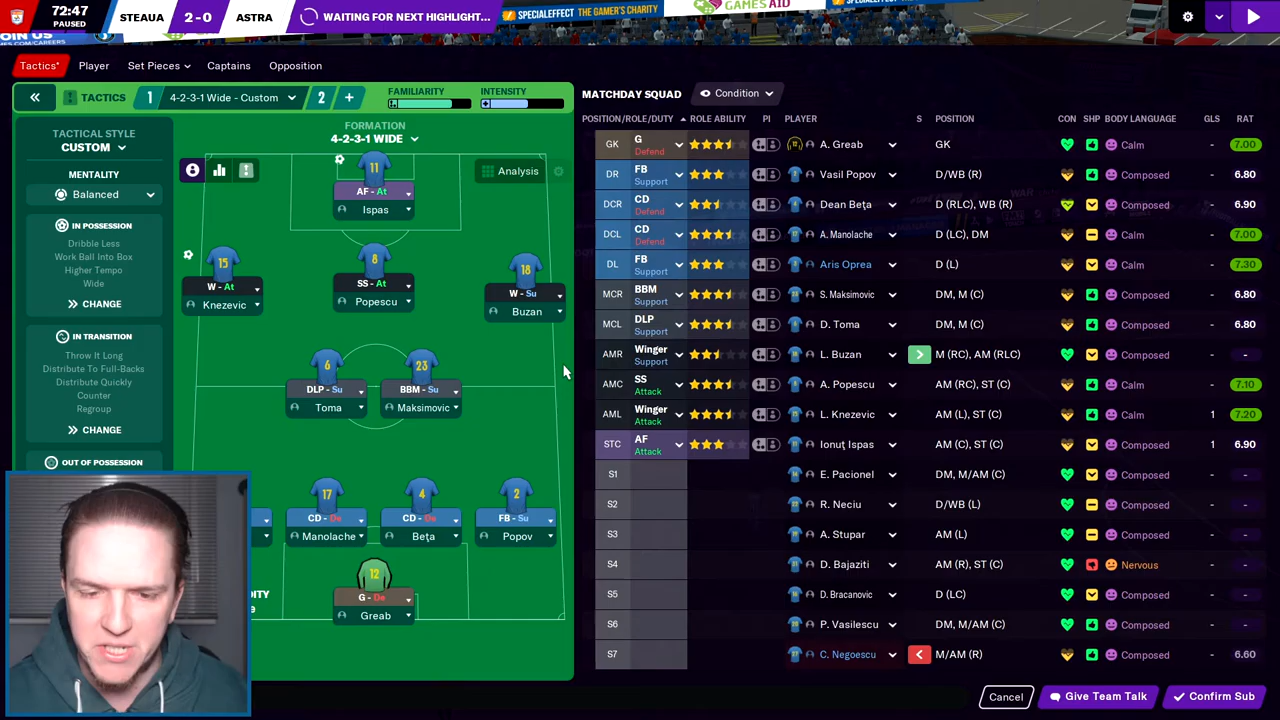 72:47
PAUSED
STEAUA 2 - 0 ASTRA
WAITING FOR NEXT HIGHLIGHT...
SPECIALEFFECT THE GAMER'S CHARITY
GAMESAID
SPECIALEFFECT
JOIN US
Tactics* Player Set Pieces Captains Opposition
TACTICS 1 4-2-3-1 Wide - Custom 2 +
FAMILIARITY
INTENSITY
TACTICAL STYLE
CUSTOM
MENTALITY
Balanced
IN POSSESSION
Dribble Less
Work Ball Into Box
Higher Tempo
Wide
CHANGE
IN TRANSITION
Throw It Long
Distribute To Full-Backs
Distribute Quickly
Counter
Regroup
CHANGE
OUT OF POSSESSION
FORMATION
4-2-3-1 WIDE
Analysis
11
AF - At
Ispas
15
W - At
Knezevic
8
SS - At
Popescu
18
W - Su
Buzan
6
DLP - Su
Toma
23
BBM - Su
Maksimovic
17
CD - De
Manolache
4
CD - De
Beţa
2
FB - Su
Popov
12
G - De
Greab
MATCHDAY SQUAD Condition
POSITION/ROLE/DUTY ROLE ABILITY PI PLAYER S POSITION CON SHP BODY LANGUAGE GLS RAT
GK G Defend A. Greab GK Calm - 7.00
DR FB Support Vasil Popov D/WB (R) Composed - 6.80
DCR CD Defend Dean Beţa D (RLC), WB (R) Composed - 6.90
DCL CD Defend A. Manolache D (LC), DM Calm - 7.00
DL FB Support Aris Oprea D (L) Calm - 7.30
MCR BBM Support S. Maksimovic DM, M (C) Composed - 6.80
MCL DLP Support D. Toma DM, M (C) Composed - 6.80
AMR Winger Support L. Buzan M (RC), AM (RLC) Composed - -
AMC SS Attack A. Popescu AM (RC), ST (C) Calm - 7.10
AML Winger Attack L. Knezevic AM (L), ST (C) Calm 1 7.20
STC AF Attack Ionuţ Ispas AM (C), ST (C) Composed 1 6.90
S1 E. Pacionel DM, M/AM (C) Composed - -
S2 R. Neciu D/WB (L) Composed - -
S3 A. Stupar AM (C), ST (C) Composed - -
S4 D. Bajaziti AM (R), ST (C) Nervous - -
S5 D. Bracanovic D (LC) Composed - -
S6 P. Vasilescu DM, M/AM (C) Composed - -
S7 C. Negoescu M/AM (R) Composed - 6.60
Cancel Give Team Talk Confirm Sub